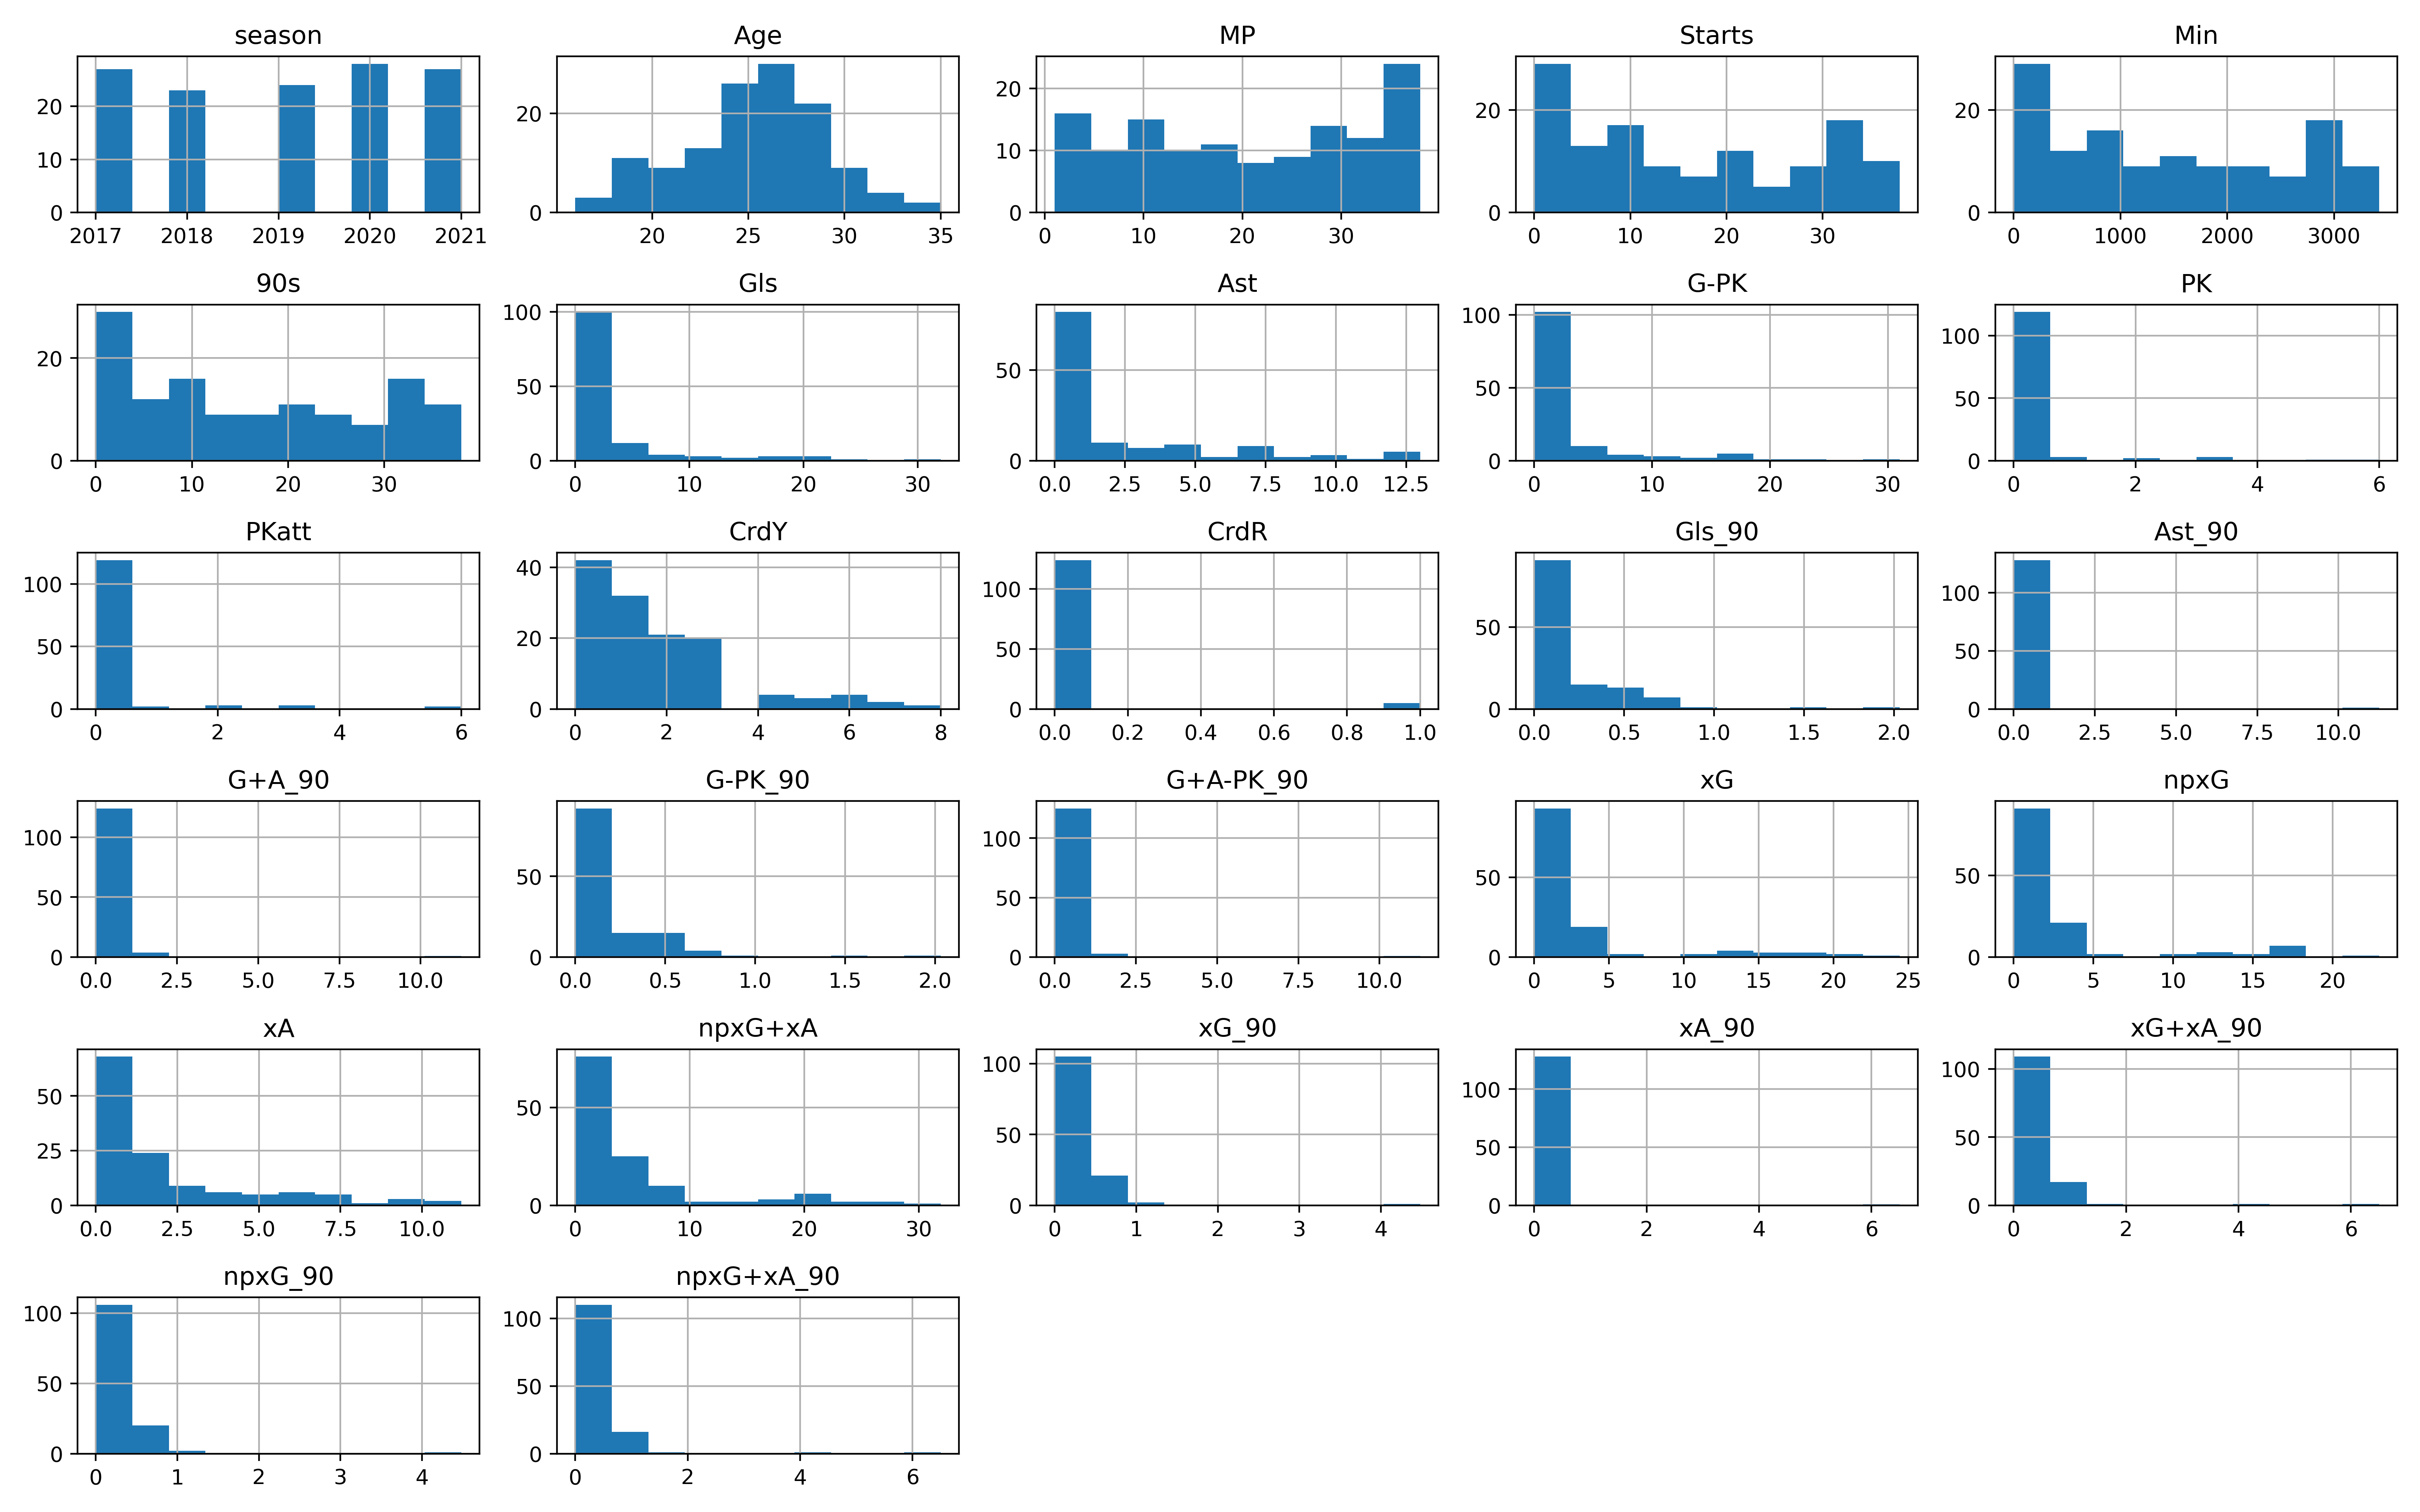 season Age MP Starts Min
20 10 0 20 0 20 10 0 20 0 20 0
2017 2018 2019 2020 2021 20 25 30 35 0 10 20 30 0 10 20 30 0 1000 2000 3000
90s Gls Ast G-PK PK
20 0 100 50 0 50 0 100 50 0 100 50 0
0 10 20 30 0 10 20 30 0.0 2.5 5.0 7.5 10.0 12.5 0 10 20 30 0 2 4 6
PKatt CrdY CrdR Gls_90 Ast_90
100 50 0 40 20 0 100 50 0 50 0 100 50 0
0 2 4 6 0 2 4 6 8 0.0 0.2 0.4 0.6 0.8 1.0 0.0 0.5 1.0 1.5 2.0 0.0 2.5 5.0 7.5 10.0
G+A_90 G-PK_90 G+A-PK_90 xG npxG
100 50 0 50 0 100 50 0 50 0 50 0
0.0 2.5 5.0 7.5 10.0 0.0 0.5 1.0 1.5 2.0 0.0 2.5 5.0 7.5 10.0 0 5 10 15 20 25 0 5 10 15 20
xA npxG+xA xG_90 xA_90 xG+xA_90
50 25 0 50 0 100 50 0 100 50 0 100 50 0
0.0 2.5 5.0 7.5 10.0 0 10 20 30 0 1 2 3 4 0 2 4 6 0 2 4 6
npxG_90 npxG+xA_90
100 50 0 100 50 0
0 1 2 3 4 0 2 4 6